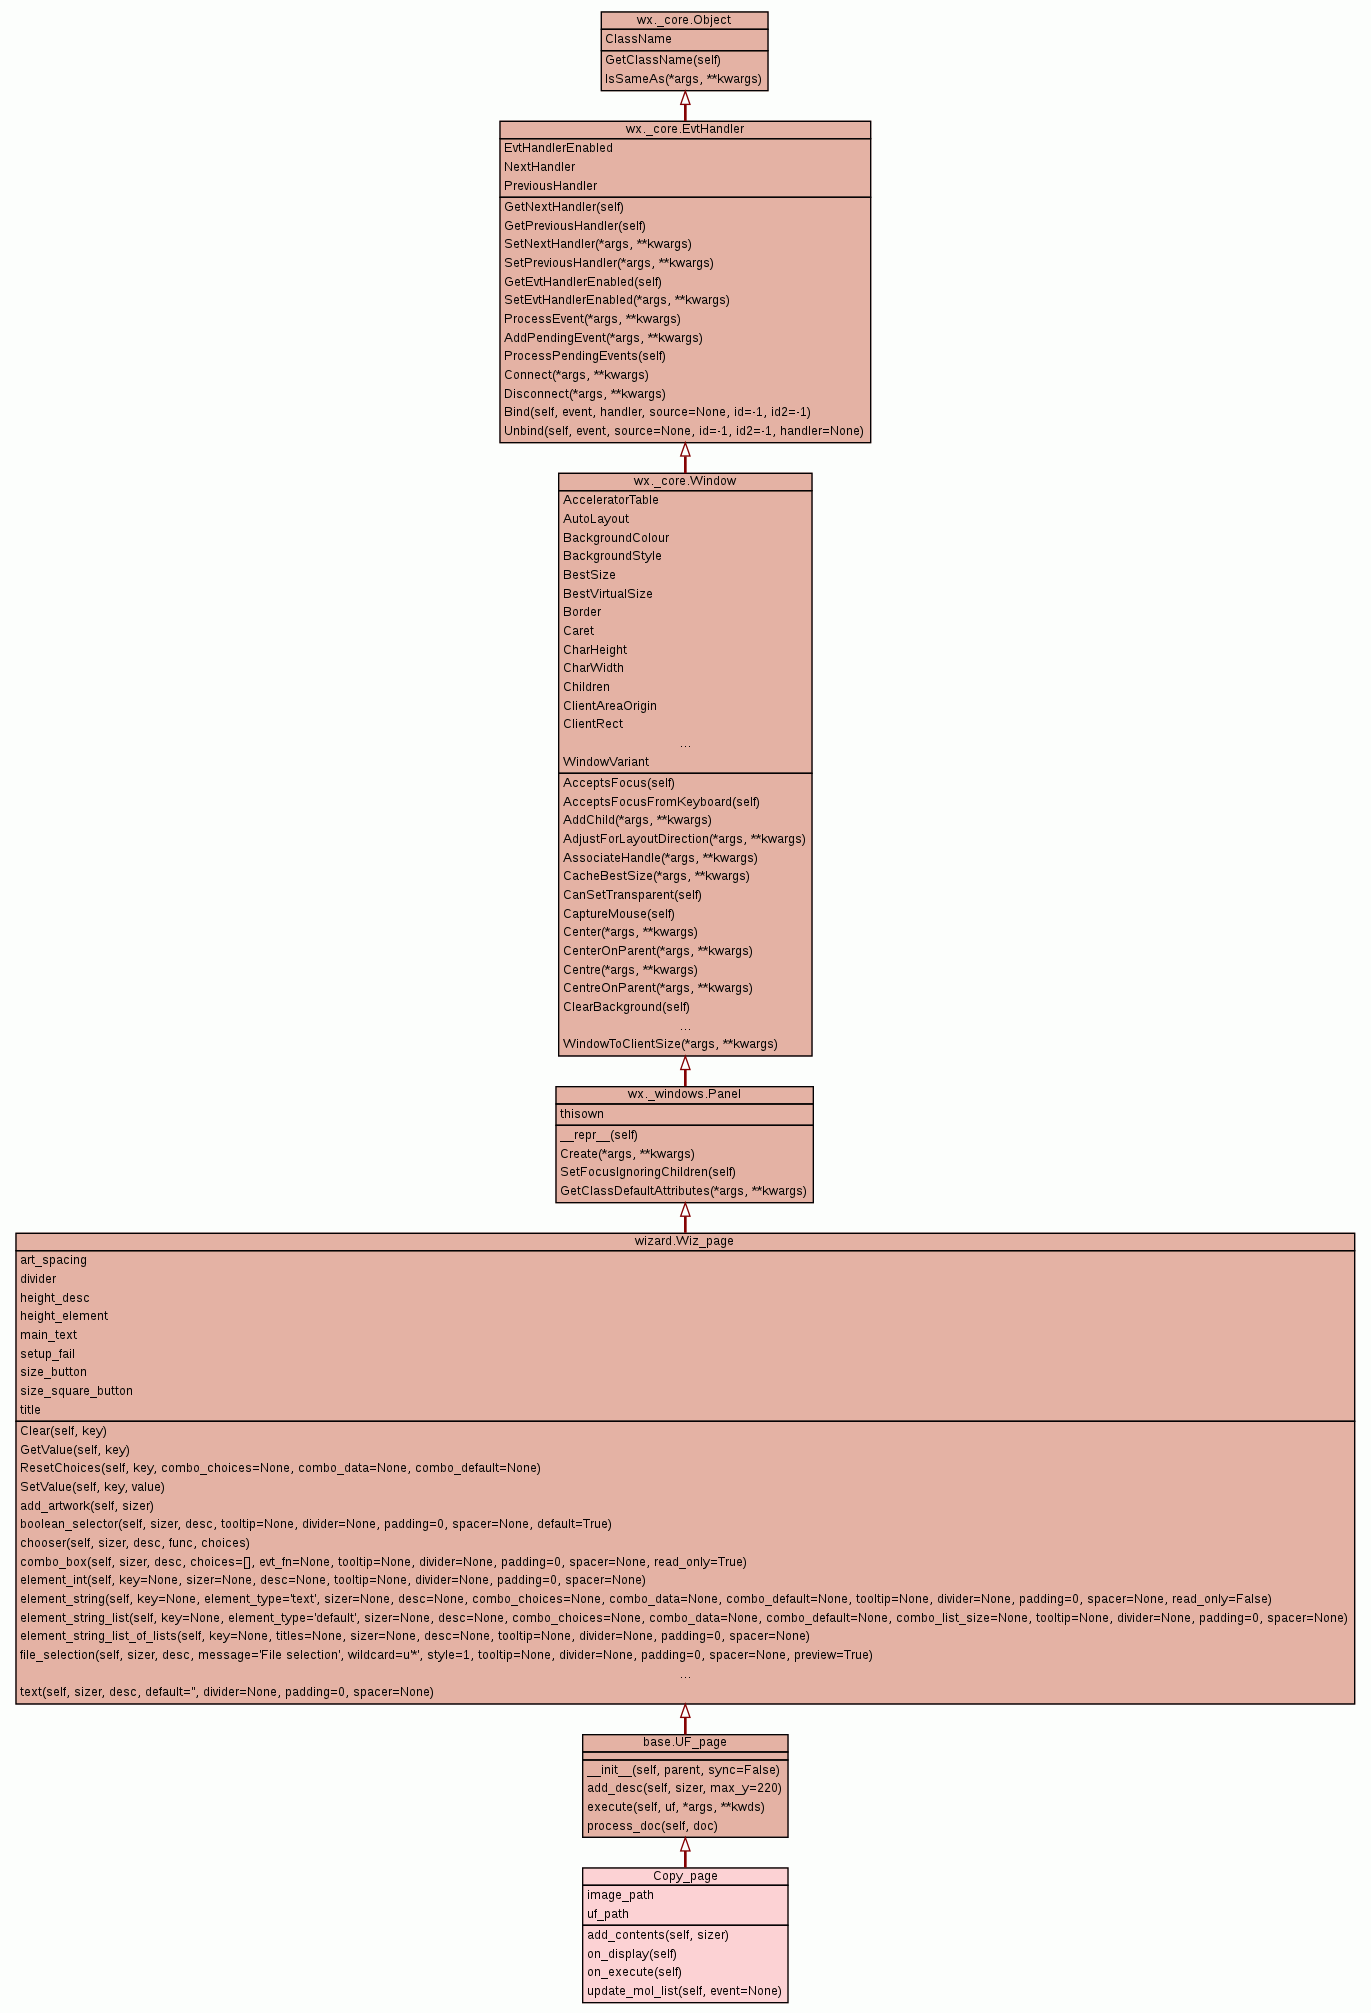 wx._core.Object
ClassName
GetClassName(self)
IsSameAs(*args, **kwargs)
wx._core.EvtHandler
EvtHandlerEnabled
NextHandler
PreviousHandler
GetNextHandler(self)
GetPreviousHandler(self)
SetNextHandler(*args, **kwargs)
SetPreviousHandler(*args, **kwargs)
GetEvtHandlerEnabled(self)
SetEvtHandlerEnabled(*args, **kwargs)
ProcessEvent(*args, **kwargs)
AddPendingEvent(*args, **kwargs)
ProcessPendingEvents(self)
Connect(*args, **kwargs)
Disconnect(*args, **kwargs)
Bind(self, event, handler, source=None, id=-1, id2=-1)
Unbind(self, event, source=None, id=-1, id2=-1, handler=None)
wx._core.Window
AcceleratorTable
AutoLayout
BackgroundColour
BackgroundStyle
BestSize
BestVirtualSize
Border
Caret
CharHeight
CharWidth
Children
ClientAreaOrigin
ClientRect
...
WindowVariant
AcceptsFocus(self)
AcceptsFocusFromKeyboard(self)
AddChild(*args, **kwargs)
AdjustForLayoutDirection(*args, **kwargs)
AssociateHandle(*args, **kwargs)
CacheBestSize(*args, **kwargs)
CanSetTransparent(self)
CaptureMouse(self)
Center(*args, **kwargs)
CenterOnParent(*args, **kwargs)
Centre(*args, **kwargs)
CentreOnParent(*args, **kwargs)
ClearBackground(self)
...
WindowToClientSize(*args, **kwargs)
wx._windows.Panel
thisown
__repr__(self)
Create(*args, **kwargs)
SetFocusIgnoringChildren(self)
GetClassDefaultAttributes(*args, **kwargs)
wizard.Wiz_page
art_spacing
divider
height_desc
height_element
main_text
setup_fail
size_button
size_square_button
title
Clear(self, key)
GetValue(self, key)
ResetChoices(self, key, combo_choices=None, combo_data=None, combo_default=None)
SetValue(self, key, value)
add_artwork(self, sizer)
boolean_selector(self, sizer, desc, tooltip=None, divider=None, padding=0, spacer=None, default=True)
chooser(self, sizer, desc, func, choices)
combo_box(self, sizer, desc, choices=[], evt_fn=None, tooltip=None, divider=None, padding=0, spacer=None, read_only=True)
element_int(self, key=None, sizer=None, desc=None, tooltip=None, divider=None, padding=0, spacer=None)
element_string(self, key=None, element_type='text', sizer=None, desc=None, combo_choices=None, combo_data=None, combo_default=None, tooltip=None, divider=None, padding=0, spacer=None, read_only=False)
element_string_list(self, key=None, element_type='default', sizer=None, desc=None, combo_choices=None, combo_data=None, combo_default=None, combo_list_size=None, tooltip=None, divider=None, padding=0, spacer=None)
element_string_list_of_lists(self, key=None, titles=None, sizer=None, desc=None, tooltip=None, divider=None, padding=0, spacer=None)
file_selection(self, sizer, desc, message='File selection', wildcard=u'*', style=1, tooltip=None, divider=None, padding=0, spacer=None, preview=True)
...
text(self, sizer, desc, default='', divider=None, padding=0, spacer=None)
base.UF_page
__init__(self, parent, sync=False)
add_desc(self, sizer, max_y=220)
execute(self, uf, *args, **kwds)
process_doc(self, doc)
Copy_page
image_path
uf_path
add_contents(self, sizer)
on_display(self)
on_execute(self)
update_mol_list(self, event=None)